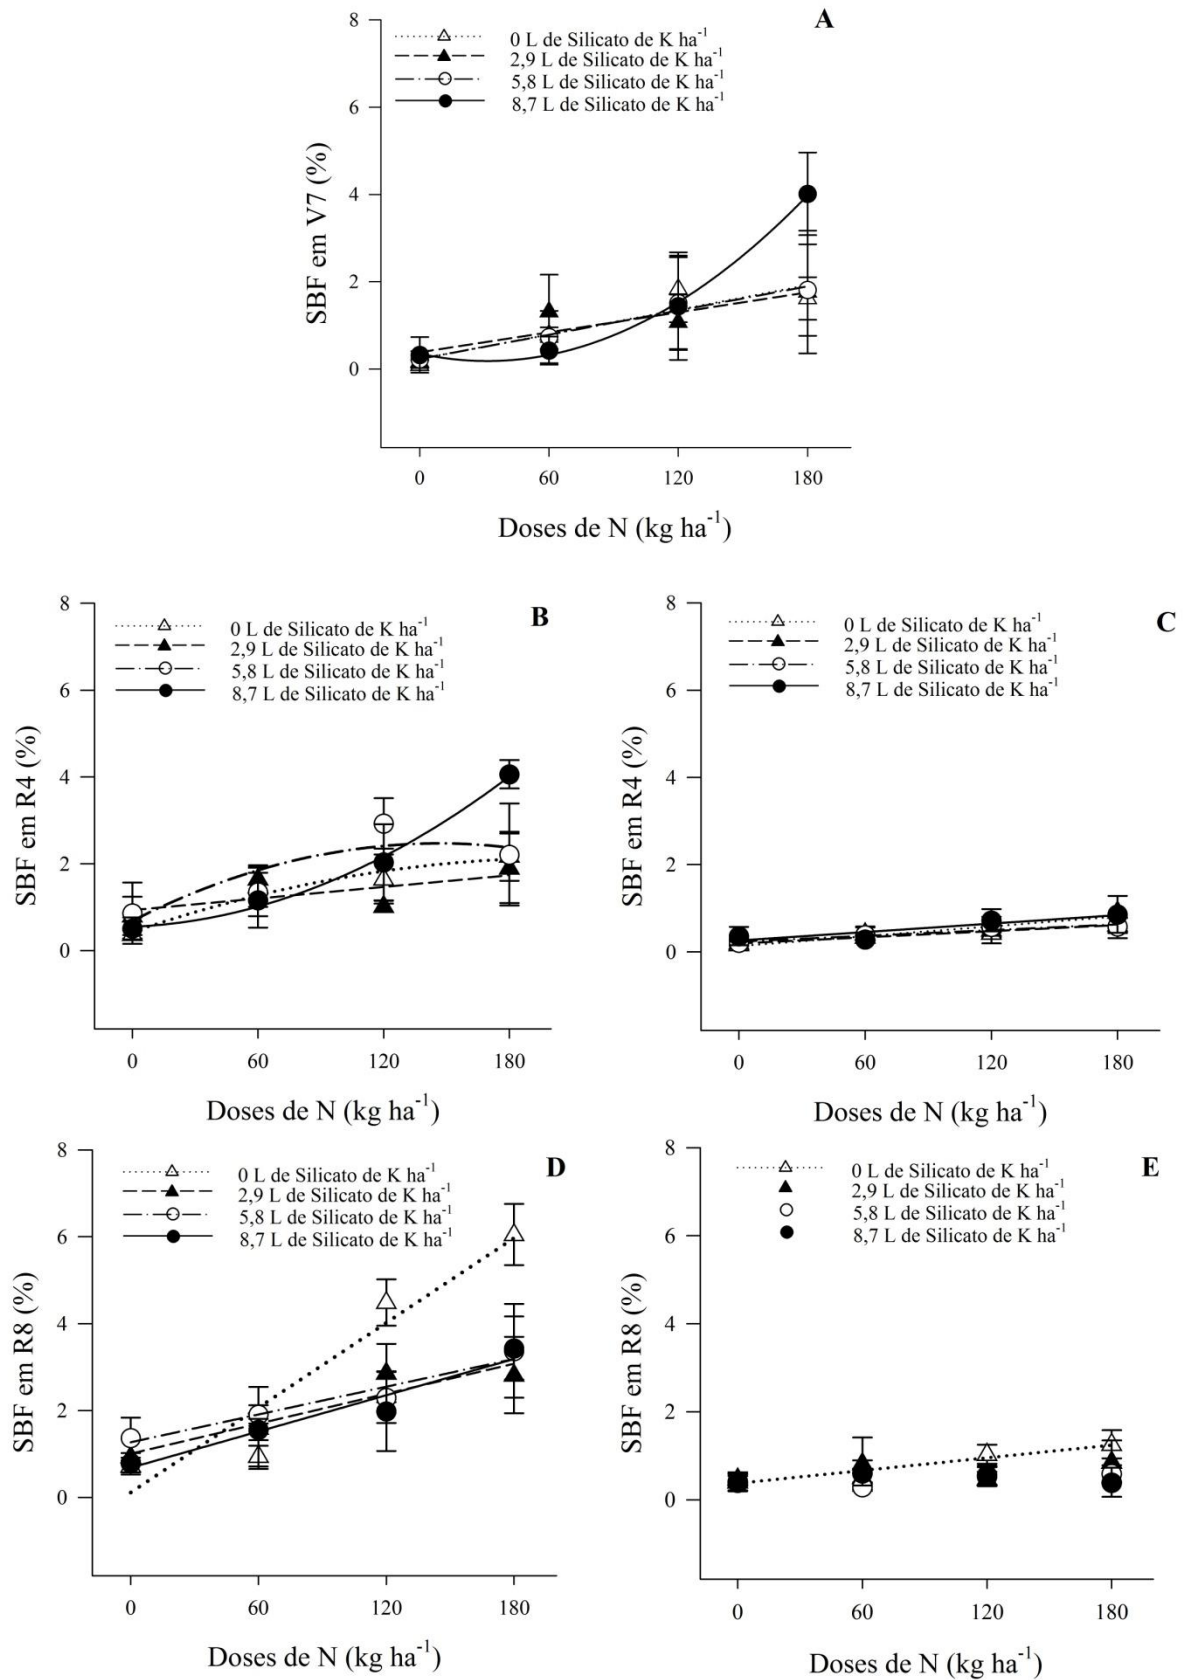 A
8
6
4
2
0
SBF em V7 (%)
0 L de Silicato de K ha-1
2,9 L de Silicato de K ha-1
5,8 L de Silicato de K ha-1
8,7 L de Silicato de K ha-1
0 60 120 180
Doses de N (kg ha-1)
B
8
6
4
2
0
SBF em R4 (%)
0 L de Silicato de K ha-1
2,9 L de Silicato de K ha-1
5,8 L de Silicato de K ha-1
8,7 L de Silicato de K ha-1
0 60 120 180
Doses de N (kg ha-1)
C
8
6
4
2
0
SBF em R4 (%)
0 L de Silicato de K ha-1
2,9 L de Silicato de K ha-1
5,8 L de Silicato de K ha-1
8,7 L de Silicato de K ha-1
0 60 120 180
Doses de N (kg ha-1)
D
8
6
4
2
0
SBF em R8 (%)
0 L de Silicato de K ha-1
2,9 L de Silicato de K ha-1
5,8 L de Silicato de K ha-1
8,7 L de Silicato de K ha-1
0 60 120 180
Doses de N (kg ha-1)
E
8
6
4
2
0
SBF em R8 (%)
0 L de Silicato de K ha-1
2,9 L de Silicato de K ha-1
5,8 L de Silicato de K ha-1
8,7 L de Silicato de K ha-1
0 60 120 180
Doses de N (kg ha-1)